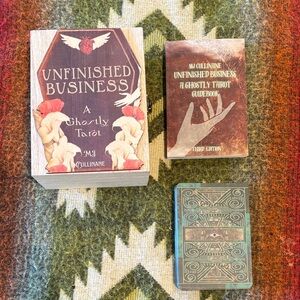 UNFINISHED
BUSINESS
A
Ghostly
Tarot
MJ
CULLINANE
MJ CULLINANE
UNFINISHED BUSINESS
A GHOSTLY TAROT
GUIDEBOOK
THIRD EDITION